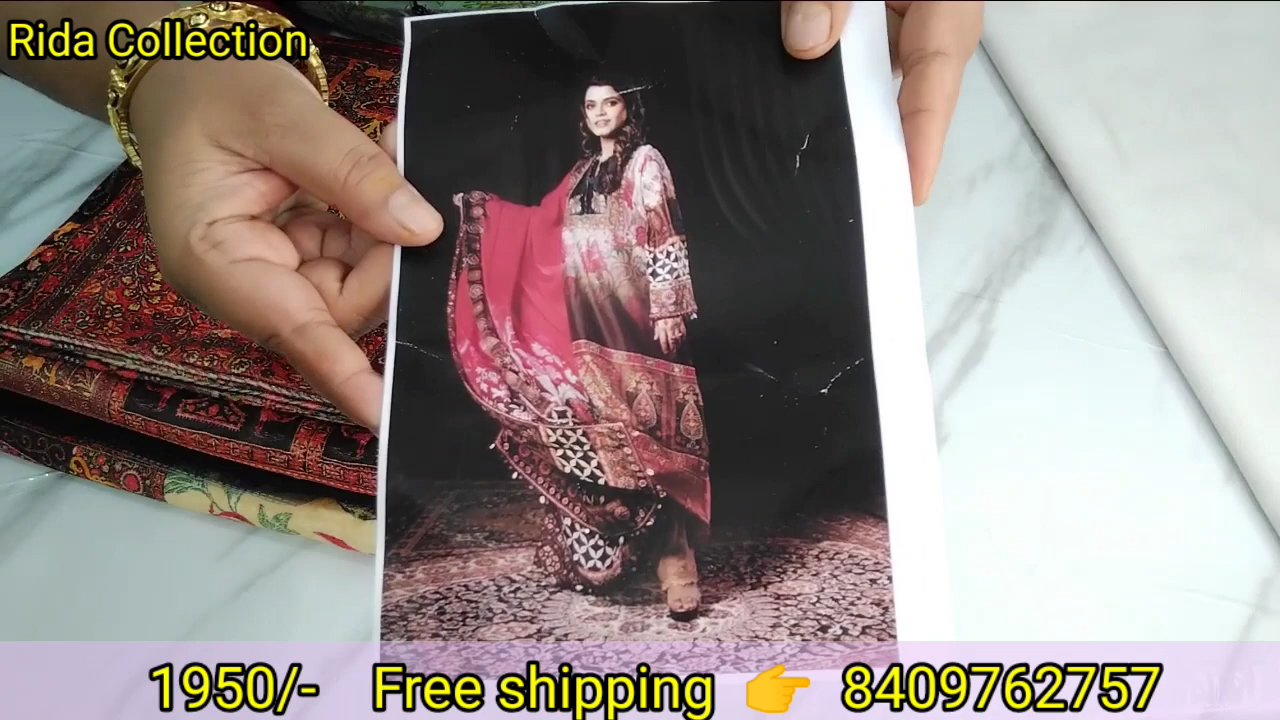 Rida Collection
1950/- Free shipping 👉 8409762757